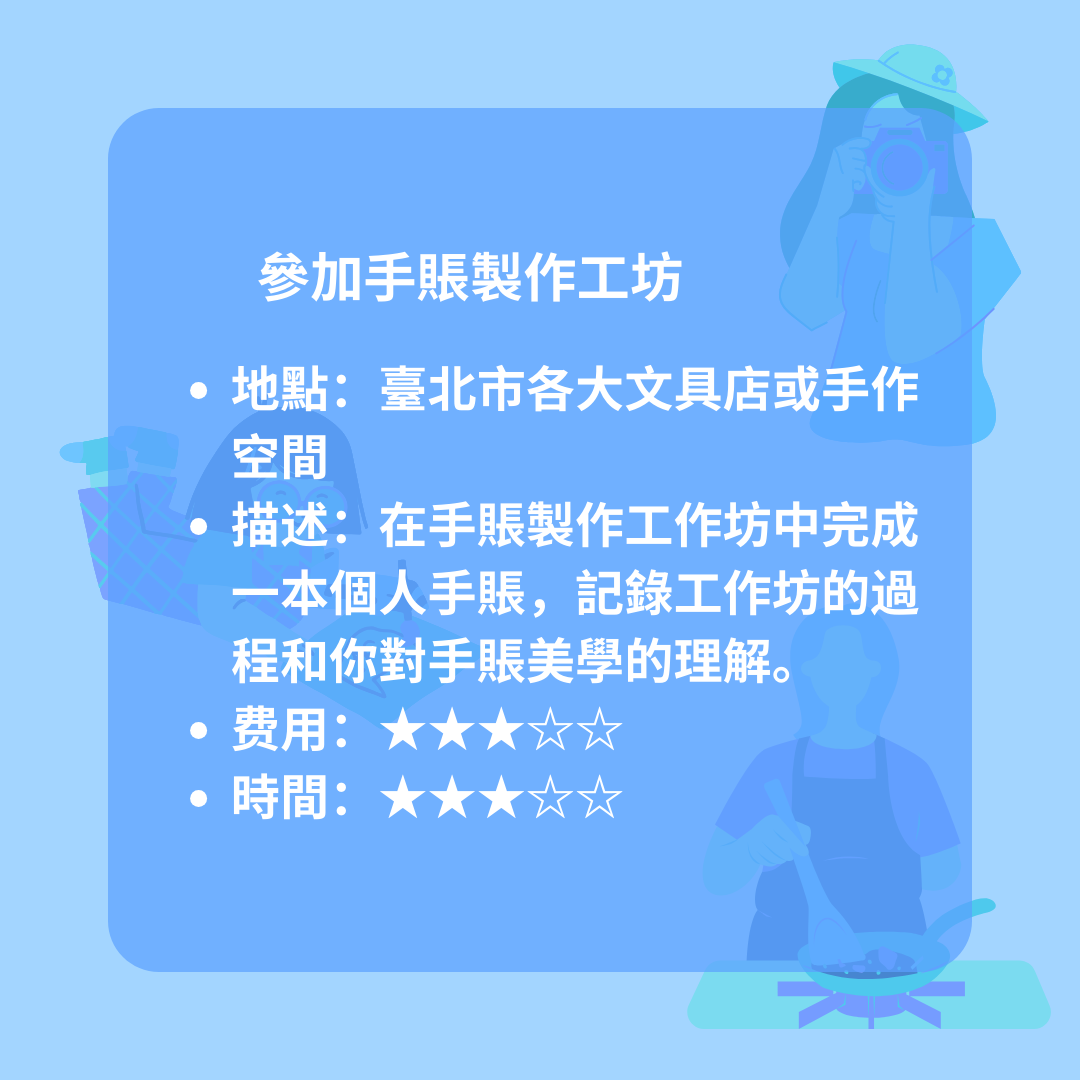 參加手賬製作工坊
• 地點：臺北市各大文具店或手作
空間
• 描述：在手賬製作工作坊中完成
一本個人手賬，記錄工作坊的過
程和你對手賬美學的理解。
• 费用：★★★☆☆
• 時間：★★★☆☆